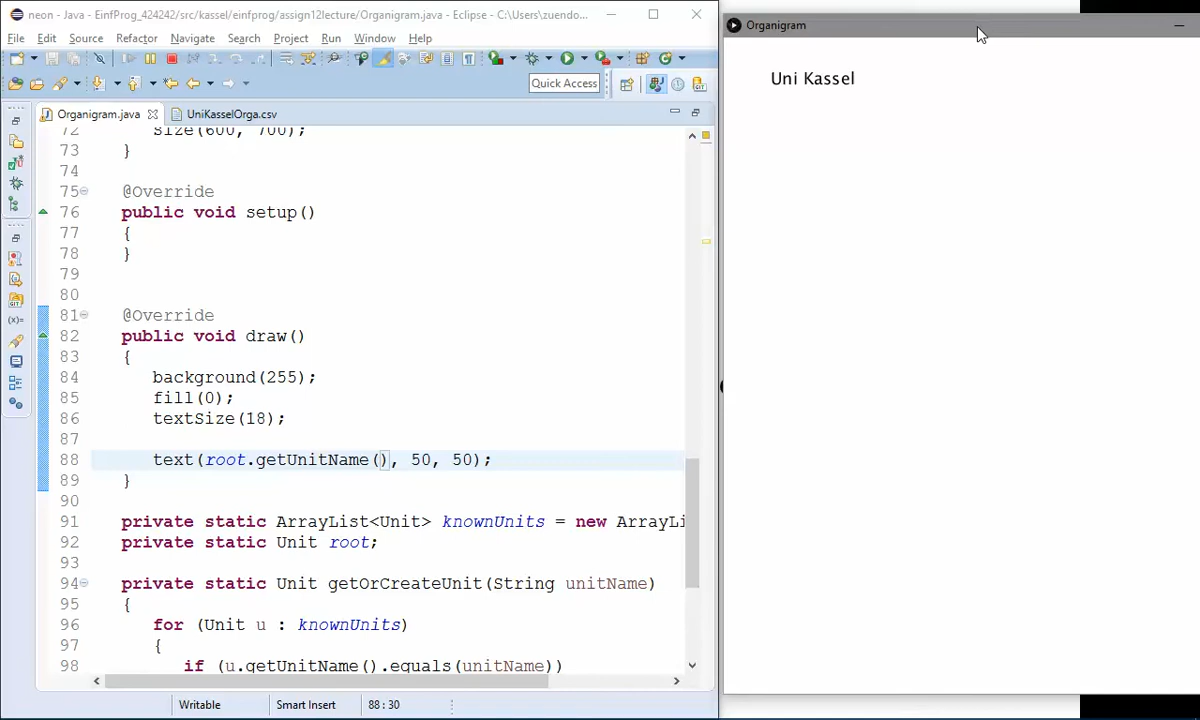 neon - Java - EinfProg_424242/src/kassel/einfprog/assign12lecture/Organigram.java - Eclipse - C:\Users\zuendo...
File Edit Source Refactor Navigate Search Project Run Window Help
Quick Access
Organigram.java UniKasselOrga.csv
72 size(600, 700);
73 }
74
75 @Override
76 public void setup()
77 {
78 }
79
80
81 @Override
82 public void draw()
83 {
84 background(255);
85 fill(0);
86 textSize(18);
87
88 text(root.getUnitName(), 50, 50);
89 }
90
91 private static ArrayList<Unit> knownUnits = new ArrayLi
92 private static Unit root;
93
94 private static Unit getOrCreateUnit(String unitName)
95 {
96 for (Unit u : knownUnits)
97 {
98 if (u.getUnitName().equals(unitName))
Writable Smart Insert 88:30
Organigram
Uni Kassel